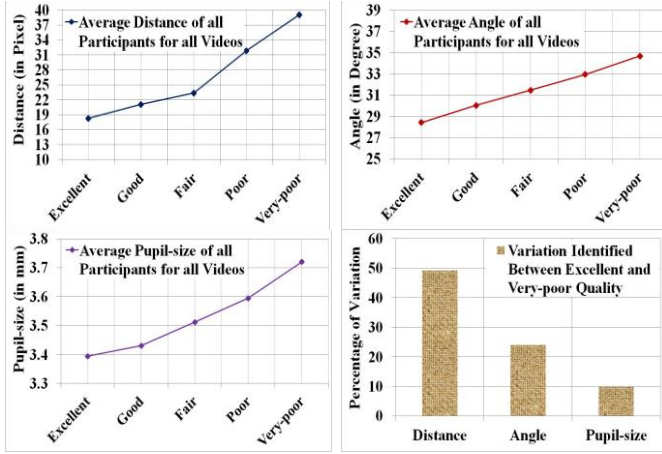 Distance (in Pixel)
40
37
34
31
28
25
22
19
16
13
10
Average Distance of all
Participants for all Videos
Excellent
Good
Fair
Poor
Very-poor
Angle (in Degree)
37
35
33
31
29
27
25
Average Angle of all
Participants for all Videos
Excellent
Good
Fair
Poor
Very-poor
Pupil-size (in mm)
3.8
3.7
3.6
3.5
3.4
3.3
Average Pupil-size of all
Participants for all Videos
Excellent
Good
Fair
Poor
Very-poor
Percentage of Variation
60
50
40
30
20
10
0
Variation Identified
Between Excellent and
Very-poor Quality
Distance
Angle
Pupil-size